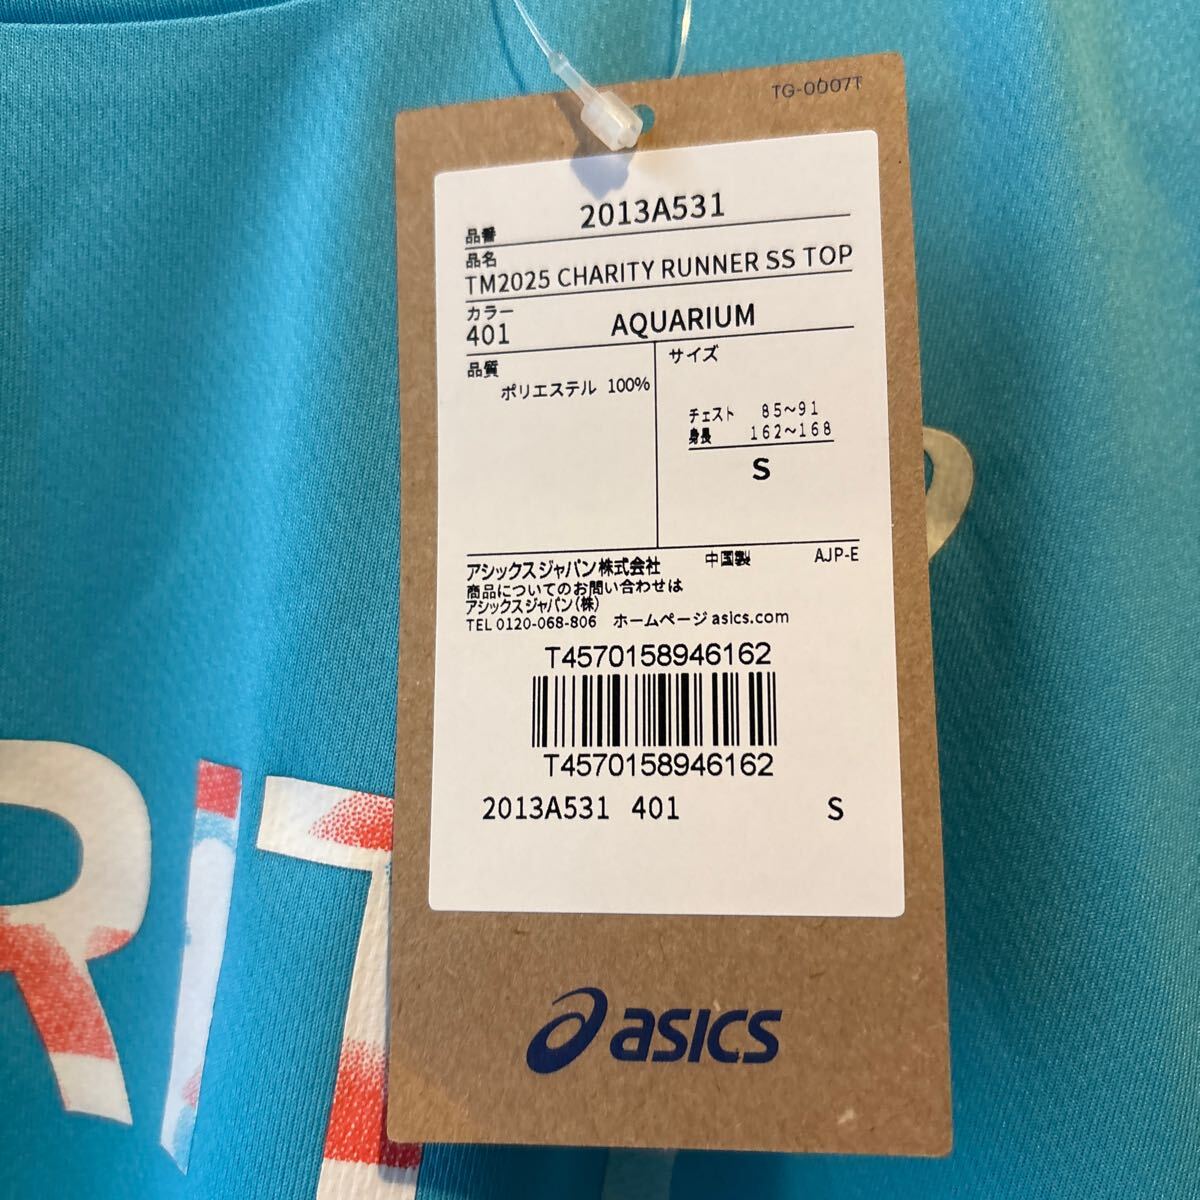 TG-0007T
品番 2013A531
品名
TM2025 CHARITY RUNNER SS TOP
カラー
401 AQUARIUM
品質
ポリエステル 100%
サイズ
チェスト 85~91
身長 162~168
S
アシックスジャパン株式会社 中国製 AJP-E
商品についてのお問い合わせは
アシックスジャパン(株)
TEL 0120-068-806 ホームページ asics.com
T4570158946162
T4570158946162
2013A531 401 S
asics
RIT